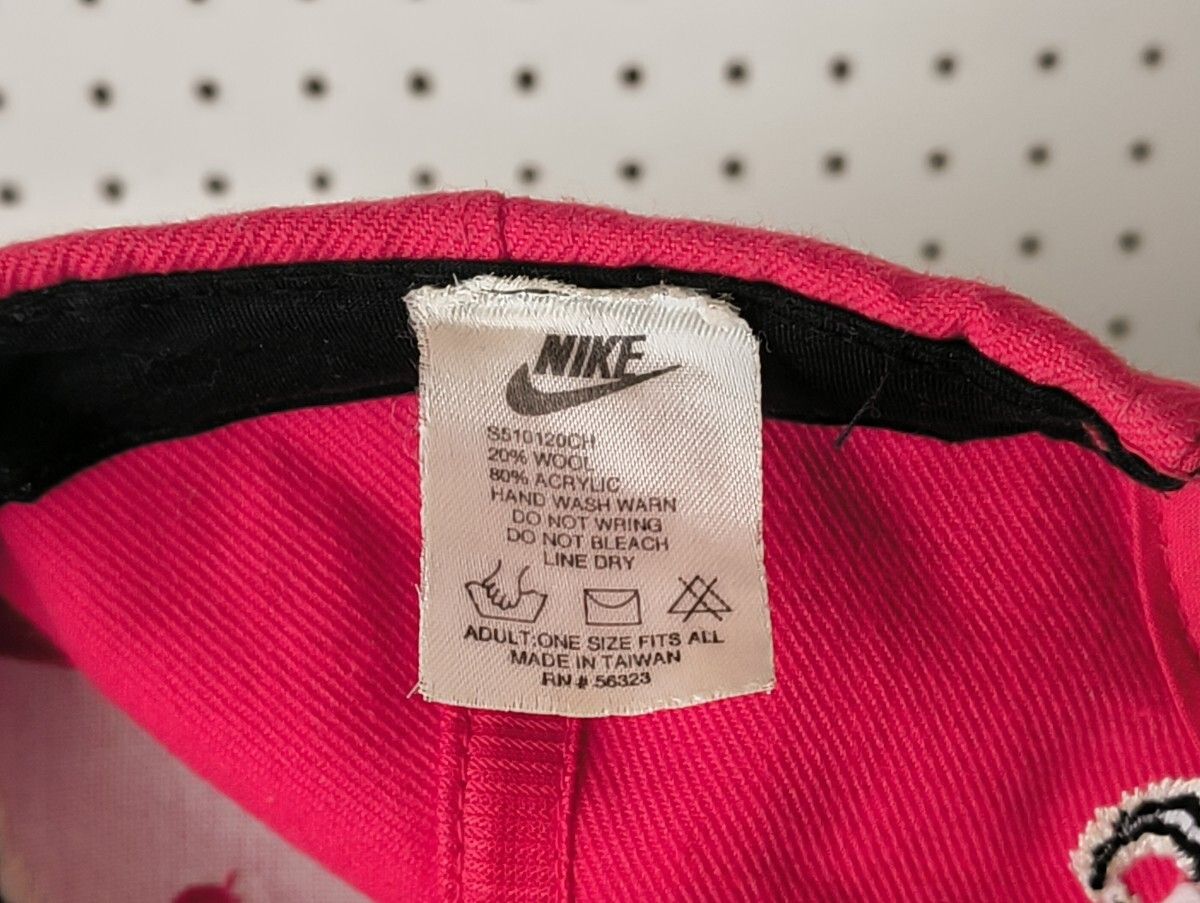 NIKE
S510120CH
20% WOOL
80% ACRYLIC
HAND WASH WARN
DO NOT WRING
DO NOT BLEACH
LINE DRY
ADULT:ONE SIZE FITS ALL
MADE IN TAIWAN
RN # 56323